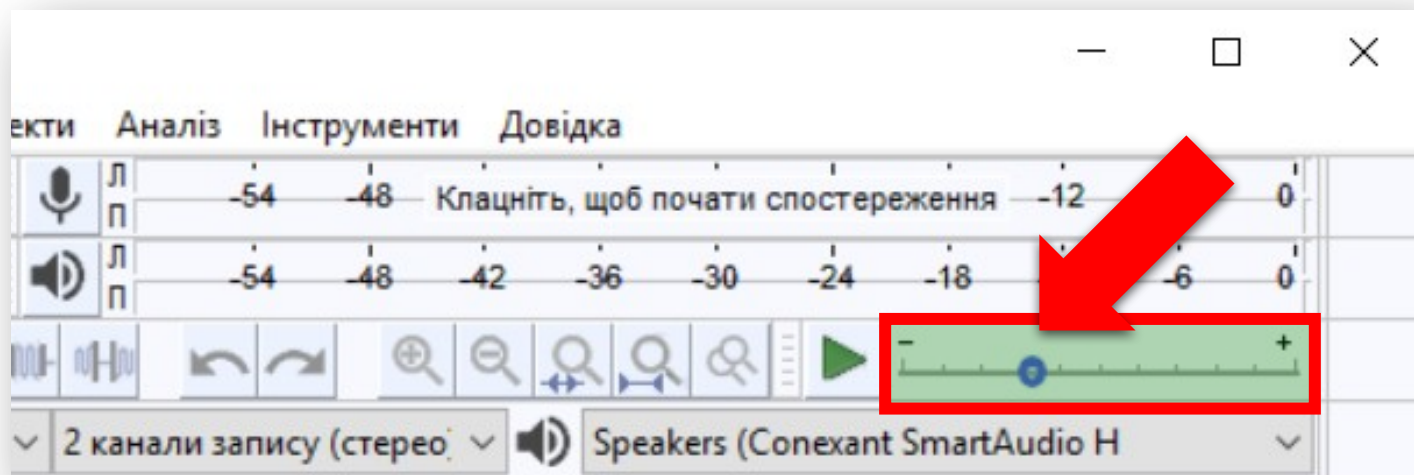 екти Аналіз Інструменти Довідка
Л
П
-54 -48 Клацніть, щоб почати спостереження -12 0
Л
П
-54 -48 -42 -36 -30 -24 -18 -6 0
- +
2 канали запису (стерео) Speakers (Conexant SmartAudio H